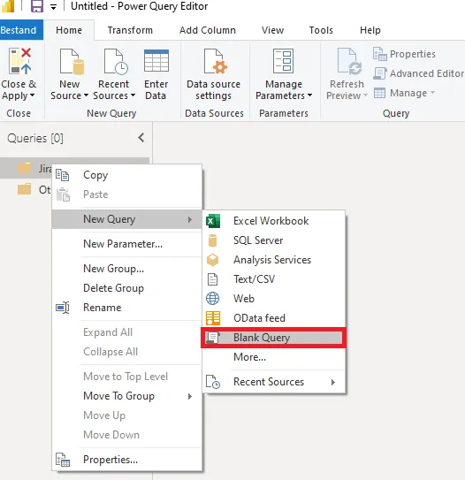 Untitled - Power Query Editor
Bestand Home Transform Add Column View Tools Help
Close & Apply
New Source
Recent Sources
Enter Data
Data source settings
Manage Parameters
Refresh Preview
Properties
Advanced Editor
Manage
Close New Query Data Sources Parameters Query
Queries [0]
Copy
Paste
New Query
New Parameter...
New Group...
Delete Group
Rename
Expand All
Collapse All
Move to Top Level
Move To Group
Move Up
Move Down
Properties...
Excel Workbook
SQL Server
Analysis Services
Text/CSV
Web
OData feed
Blank Query
More...
Recent Sources